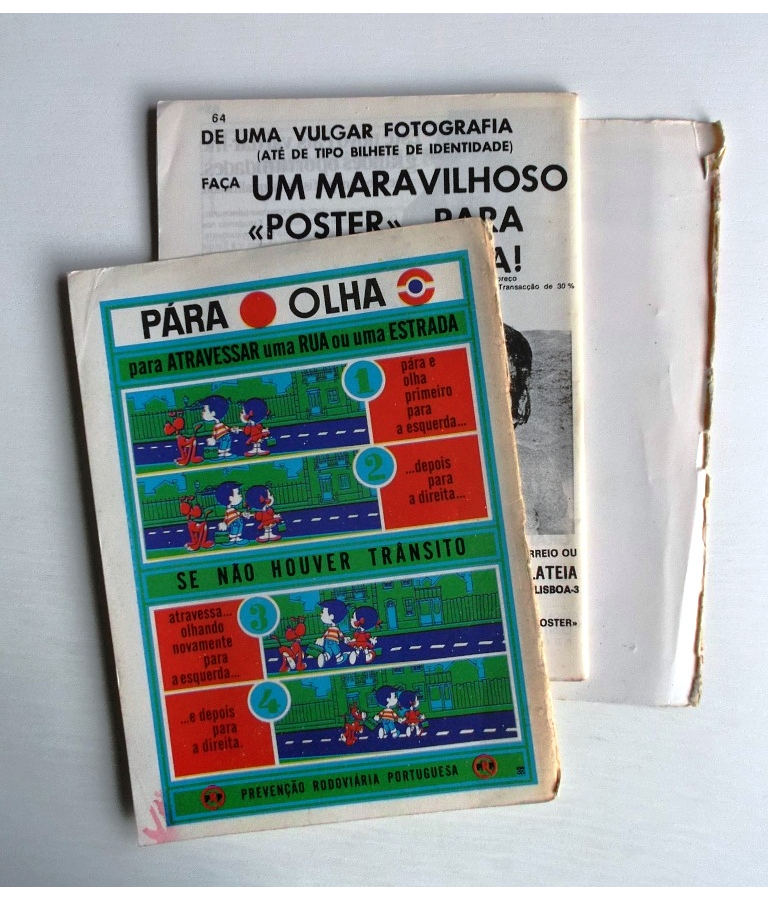 64
DE UMA VULGAR FOTOGRAFIA
(ATÉ DE TIPO BILHETE DE IDENTIDADE)
FAÇA UM MARAVILHOSO
«POSTER» PARA
A!
Transacção de 30%
PÁRA OLHA
para ATRAVESSAR uma RUA ou uma ESTRADA
1
pára e
olha
primeiro
para
a esquerda...
2
...depois
para
a direita...
SE NÃO HOUVER TRÂNSITO
3
atravessa...
olhando
novamente
para
a esquerda...
4
...e depois
para
a direita.
PREVENÇÃO RODOVIÁRIA PORTUGUESA
RREIO OU
LATEIA
LISBOA-3
OSTER»